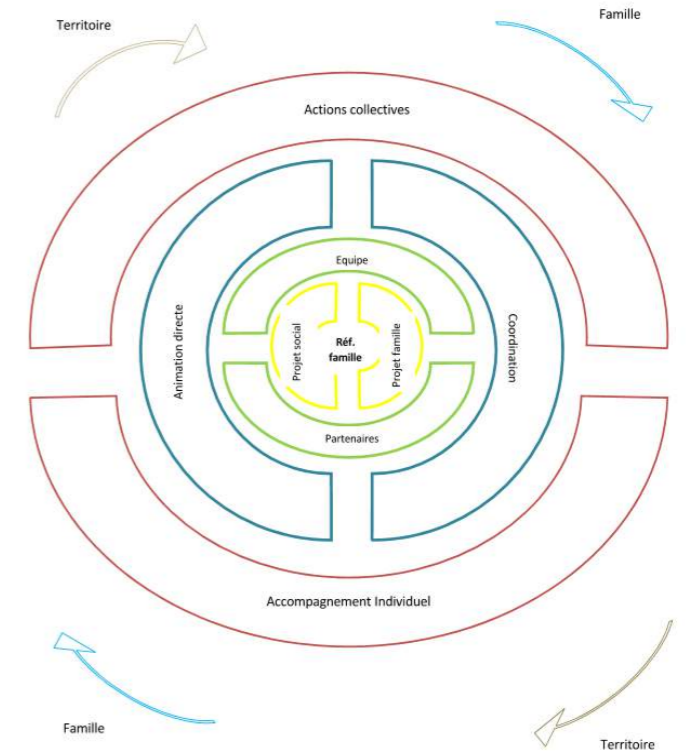 Territoire
Famille
Actions collectives
Equipe
Animation directe
Projet social
Réf.
famille
Projet famille
Coordination
Partenaires
Accompagnement Individuel
Famille
Territoire